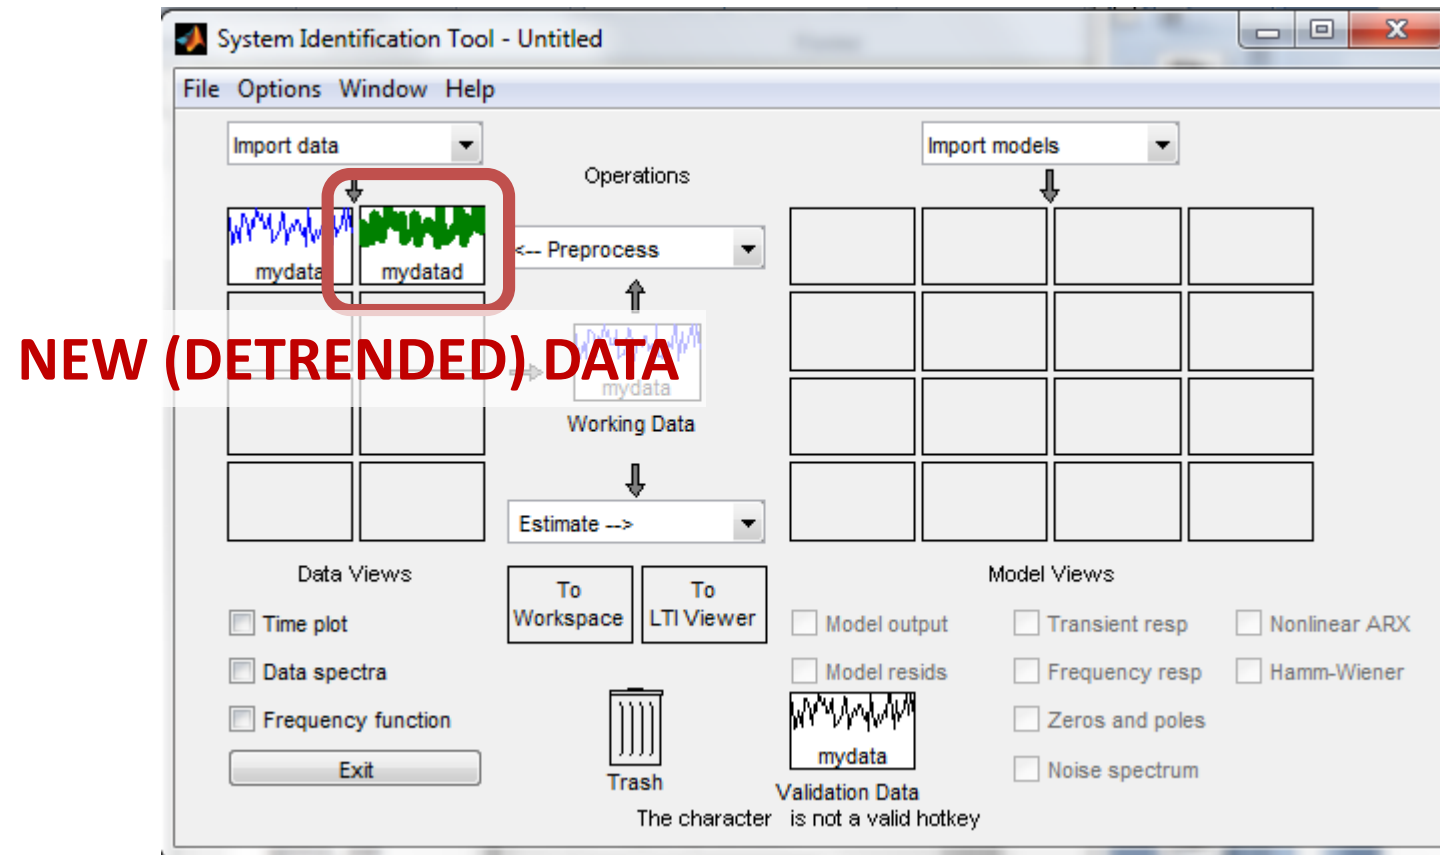 System Identification Tool - Untitled
File Options Window Help
Import data
Import models
Operations
mydata
mydatad
<-- Preprocess
NEW (DETRENDED) DATA
mydata
Working Data
Estimate -->
Data Views
To Workspace
To LTI Viewer
Model Views
Time plot
Model output
Transient resp
Nonlinear ARX
Data spectra
Model resids
Frequency resp
Hamm-Wiener
Frequency function
Zeros and poles
mydata
Exit
Trash
Validation Data
Noise spectrum
The character is not a valid hotkey